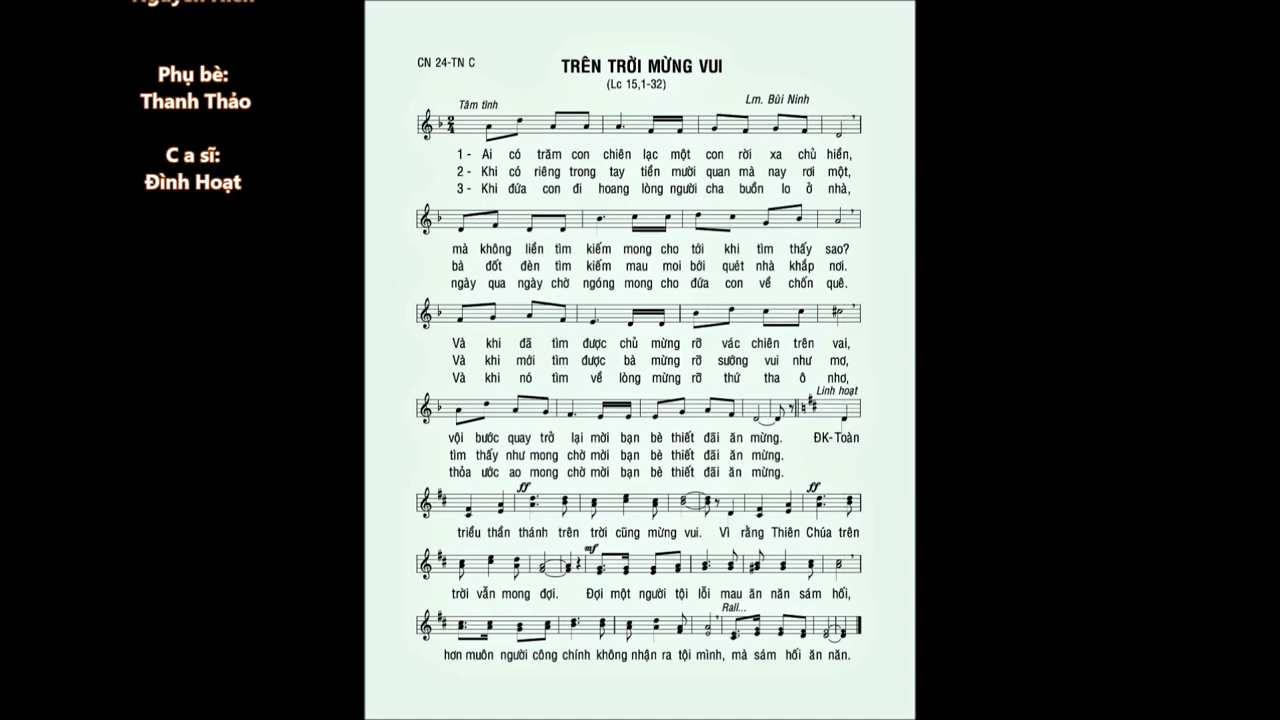 Phụ bè:
Thanh Thảo
C a sĩ:
Đình Hoạt
CN 24-TN C
TRÊN TRỜI MỪNG VUI
(Lc 15,1-32)
Tâm tình
Lm. Bùi Ninh
1 - Ai có trăm con chiên lạc một con rời xa chủ hiền,
2 - Khi có riêng trong tay tiền mười quan mà nay rơi một,
3 - Khi đứa con đi hoang lòng người cha buồn lo ở nhà,
mà không liền tìm kiếm mong cho tới khi tìm thấy sao?
bà đốt đèn tìm kiếm mau moi bới quét nhà khắp nơi.
ngày qua ngày chờ ngóng mong cho đứa con về chốn quê.
Và khi đã tìm được chủ mừng rỡ vác chiên trên vai,
Và khi mới tìm được bà mừng rỡ sướng vui như mơ,
Và khi nó tìm về lòng mừng rỡ thứ tha ô nhơ,
Linh hoạt
vội bước quay trở lại mời bạn bè thiết đãi ăn mừng. ĐK-Toàn
tìm thấy như mong chờ mời bạn bè thiết đãi ăn mừng.
thỏa ước ao mong chờ mời bạn bè thiết đãi ăn mừng.
ff ff
triều thần thánh trên trời cũng mừng vui. Vì rằng Thiên Chúa trên
mf
trời vẫn mong đợi. Đợi một người tội lỗi mau ăn năn sám hối,
Rall...
hơn muôn người công chính không nhận ra tội mình, mà sám hối ăn năn.